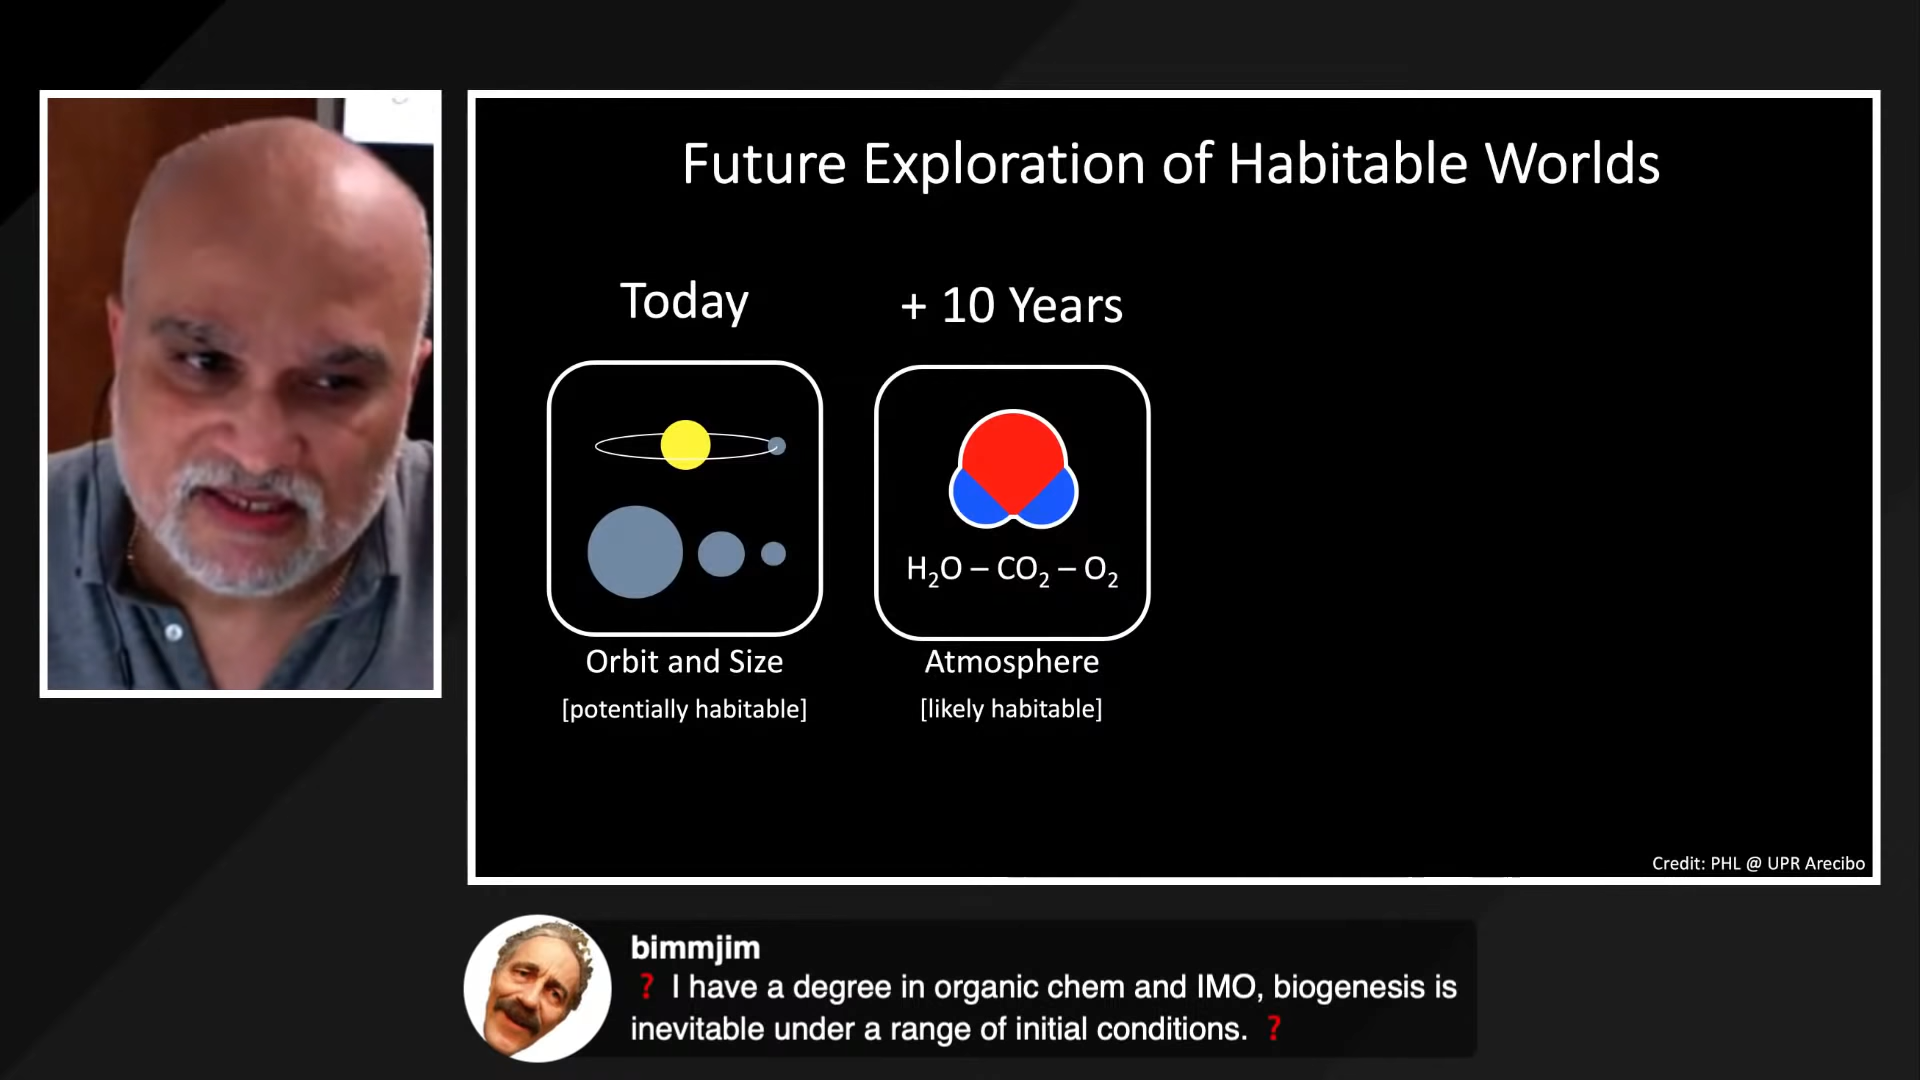 Future Exploration of Habitable Worlds
Today
+ 10 Years
H₂O – CO₂ – O₂
Orbit and Size
Atmosphere
[potentially habitable]
[likely habitable]
Credit: PHL @ UPR Arecibo
bimmjim
❓ I have a degree in organic chem and IMO, biogenesis is
inevitable under a range of initial conditions. ❓